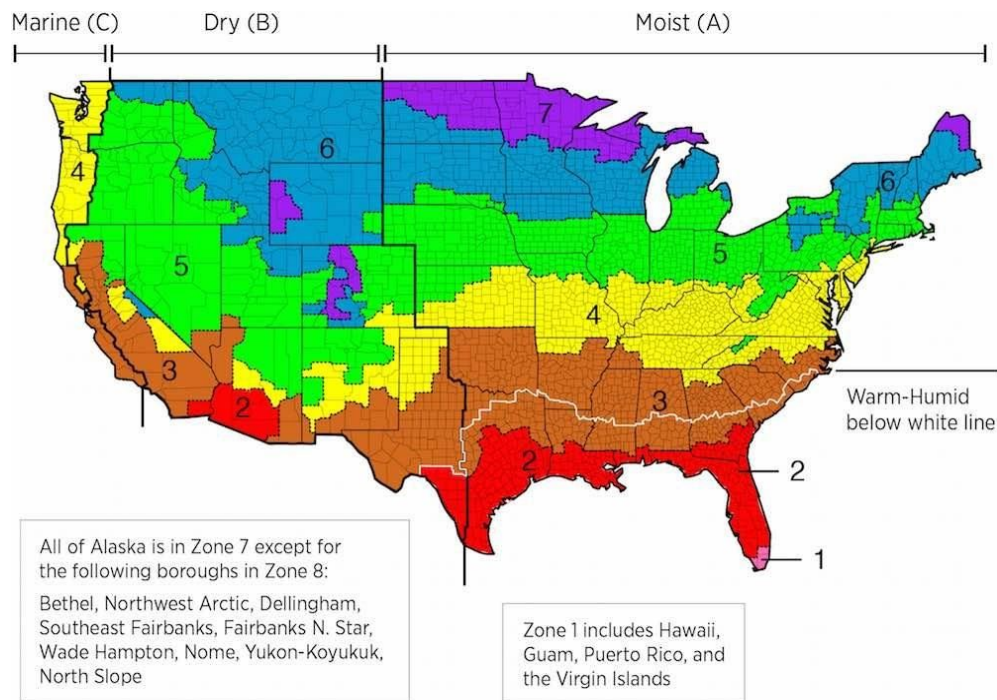 Marine (C)
Dry (B)
Moist (A)
7
6
4
6
5
5
4
3
2
3
2
Warm-Humid
below white line
2
1
All of Alaska is in Zone 7 except for
the following boroughs in Zone 8:
Bethel, Northwest Arctic, Dellingham,
Southeast Fairbanks, Fairbanks N. Star,
Wade Hampton, Nome, Yukon-Koyukuk,
North Slope
Zone 1 includes Hawaii,
Guam, Puerto Rico, and
the Virgin Islands